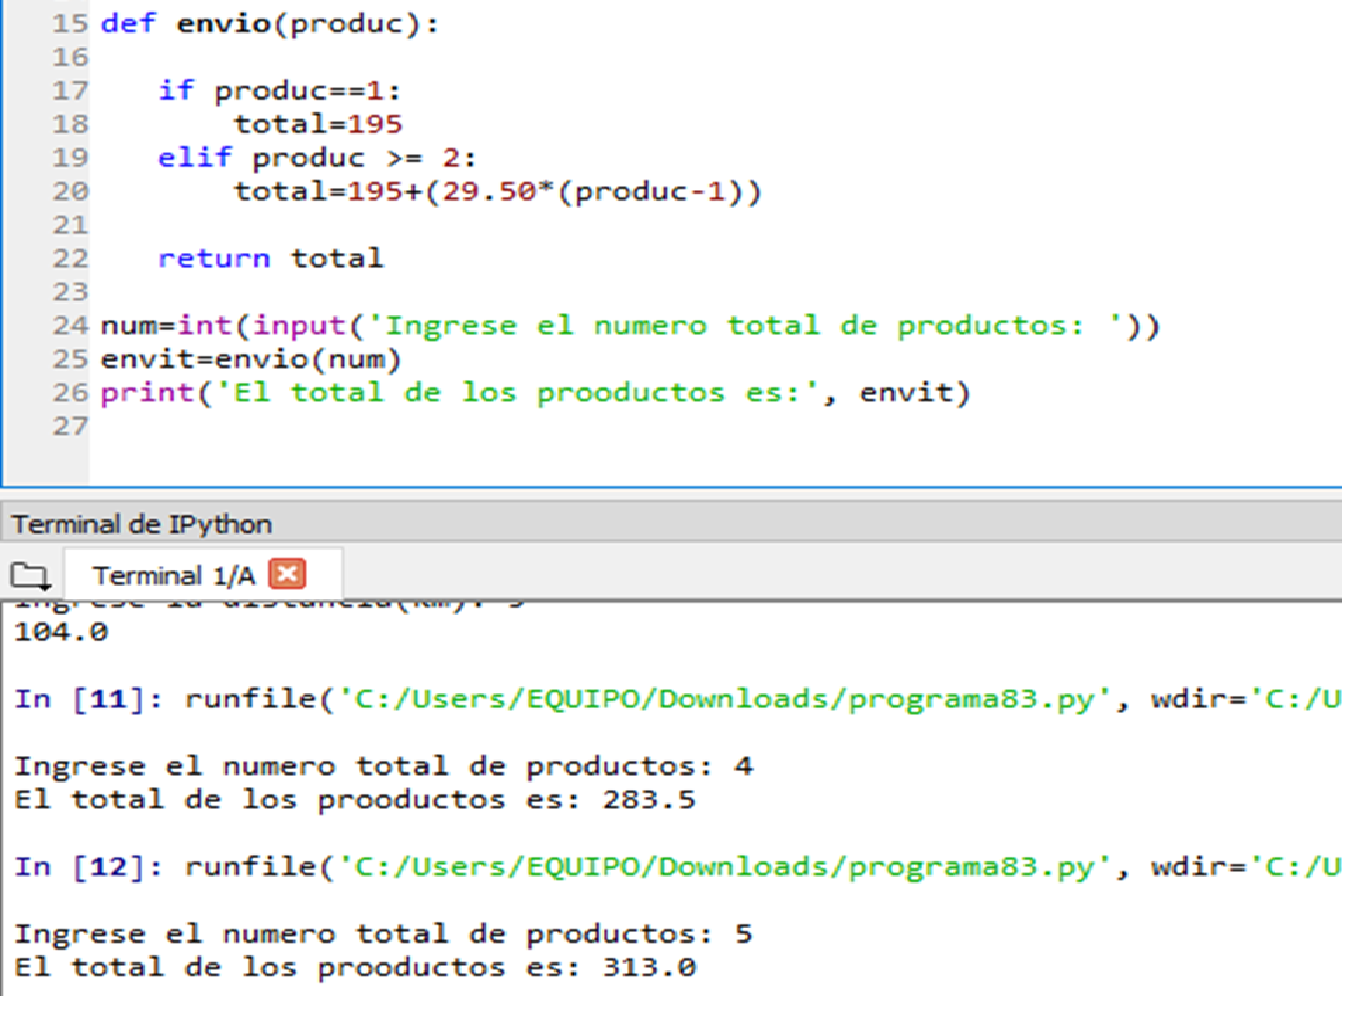 15 def envio(produc):
16
17    if produc==1:
18        total=195
19    elif produc >= 2:
20        total=195+(29.50*(produc-1))
21
22    return total
23
24 num=int(input('Ingrese el numero total de productos: '))
25 envit=envio(num)
26 print('El total de los prooductos es:', envit)
27
Terminal de IPython
Terminal 1/A
Ingrese la distancia(km):
104.0
In [11]: runfile('C:/Users/EQUIPO/Downloads/programa83.py', wdir='C:/U
Ingrese el numero total de productos: 4
El total de los prooductos es: 283.5
In [12]: runfile('C:/Users/EQUIPO/Downloads/programa83.py', wdir='C:/U
Ingrese el numero total de productos: 5
El total de los prooductos es: 313.0